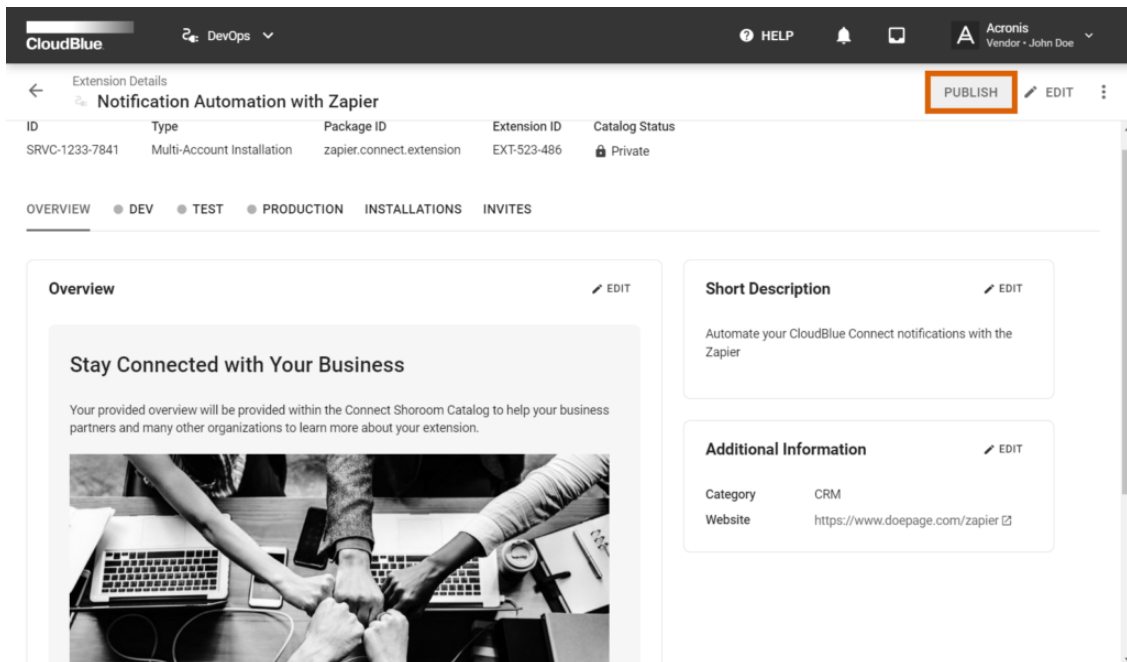 CloudBlue
DevOps
HELP
Acronis
Vendor • John Doe
Extension Details
Notification Automation with Zapier
PUBLISH
EDIT
ID Type Package ID Extension ID Catalog Status
SRVC-1233-7841 Multi-Account Installation zapier.connect.extension EXT-523-486 Private
OVERVIEW DEV TEST PRODUCTION INSTALLATIONS INVITES
Overview
EDIT
Stay Connected with Your Business
Your provided overview will be provided within the Connect Shoroom Catalog to help your business
partners and many other organizations to learn more about your extension.
Short Description
EDIT
Automate your CloudBlue Connect notifications with the
Zapier
Additional Information
EDIT
Category CRM
Website https://www.doepage.com/zapier